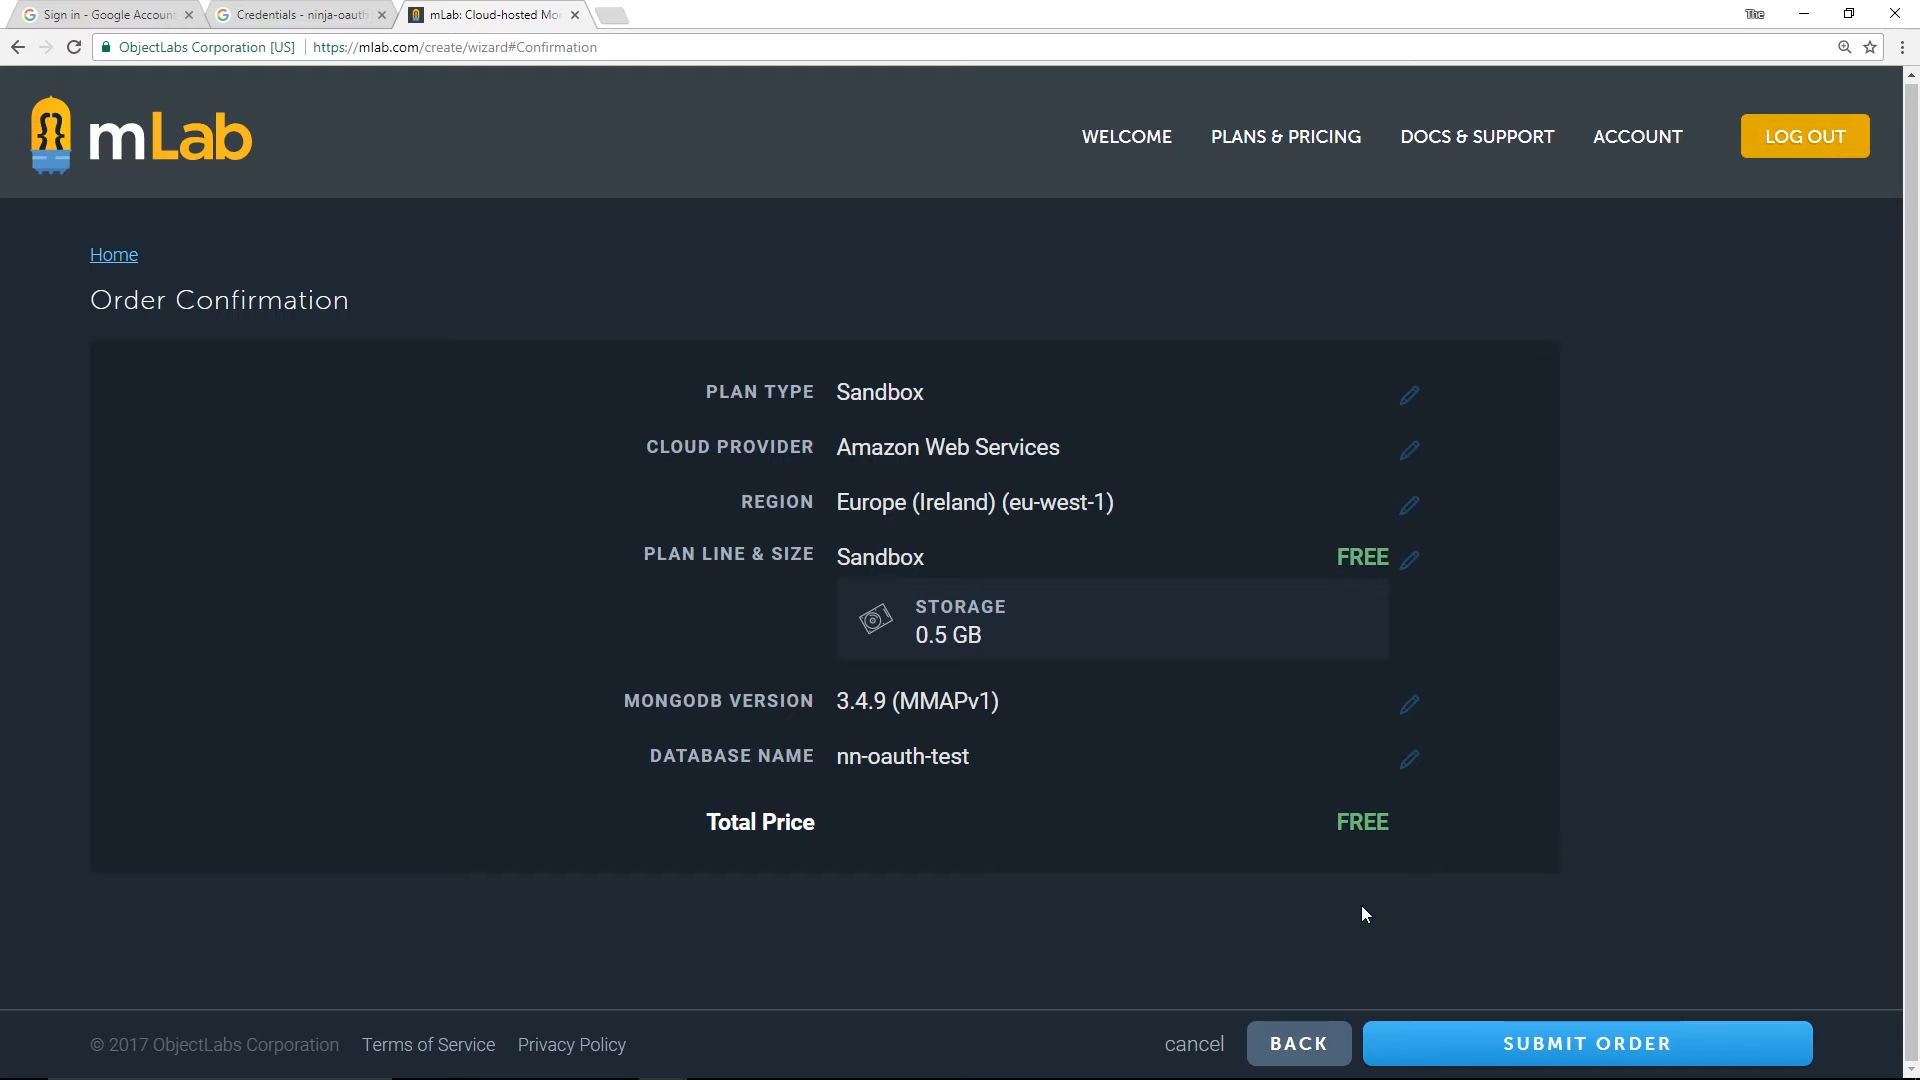 Sign in - Google Account
Credentials - ninja-oauth
mLab: Cloud-hosted Mo
The
ObjectLabs Corporation [US]
https://mlab.com/create/wizard#Confirmation
mLab
WELCOME
PLANS & PRICING
DOCS & SUPPORT
ACCOUNT
LOG OUT
Home
Order Confirmation
PLAN TYPE Sandbox
CLOUD PROVIDER Amazon Web Services
REGION Europe (Ireland) (eu-west-1)
PLAN LINE & SIZE Sandbox FREE
STORAGE
0.5 GB
MONGODB VERSION 3.4.9 (MMAPv1)
DATABASE NAME nn-oauth-test
Total Price FREE
© 2017 ObjectLabs Corporation Terms of Service Privacy Policy
cancel
BACK
SUBMIT ORDER